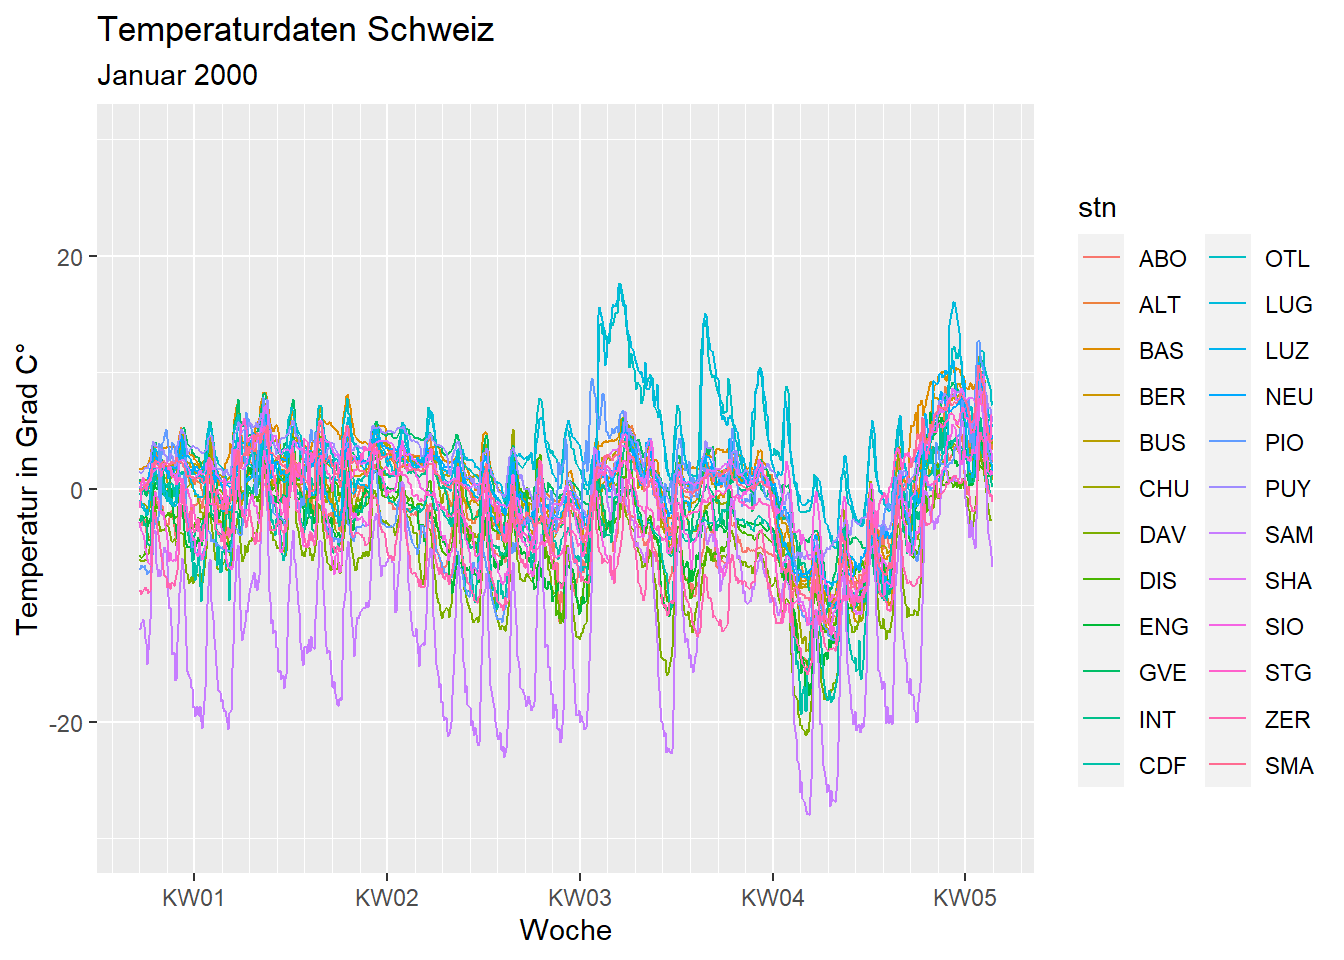 Temperaturdaten Schweiz
Januar 2000
Temperatur in Grad C°
20
0
-20
KW01 KW02 KW03 KW04 KW05
Woche
stn
ABO OTL
ALT LUG
BAS LUZ
BER NEU
BUS PIO
CHU PUY
DAV SAM
DIS SHA
ENG SIO
GVE STG
INT ZER
CDF SMA